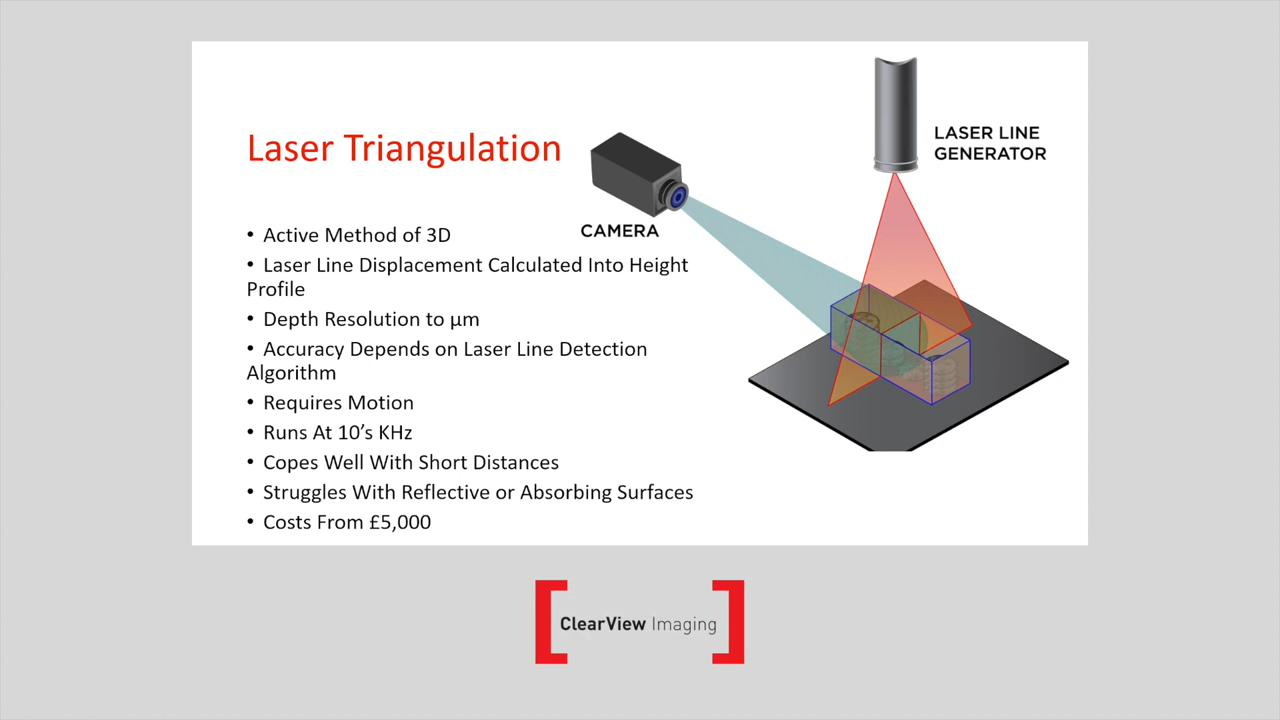 Laser Triangulation
• Active Method of 3D
• Laser Line Displacement Calculated Into Height
Profile
• Depth Resolution to µm
• Accuracy Depends on Laser Line Detection
Algorithm
• Requires Motion
• Runs At 10’s KHz
• Copes Well With Short Distances
• Struggles With Reflective or Absorbing Surfaces
• Costs From £5,000
CAMERA
LASER LINE
GENERATOR
ClearView Imaging